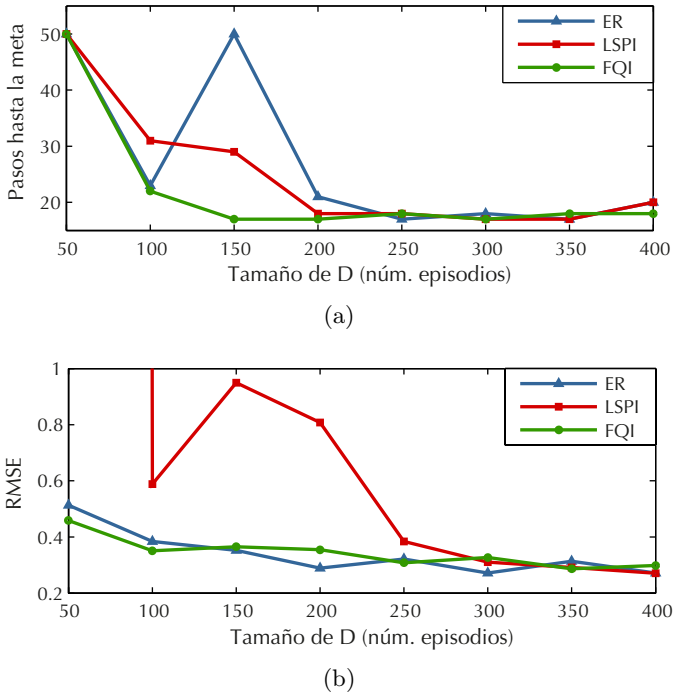 50
40
30
20
Pasos hasta la meta
ER
LSPI
FQI
50 100 150 200 250 300 350 400
Tamaño de D (núm. episodios)
(a)
1
0.8
0.6
0.4
0.2
RMSE
ER
LSPI
FQI
50 100 150 200 250 300 350 400
Tamaño de D (núm. episodios)
(b)